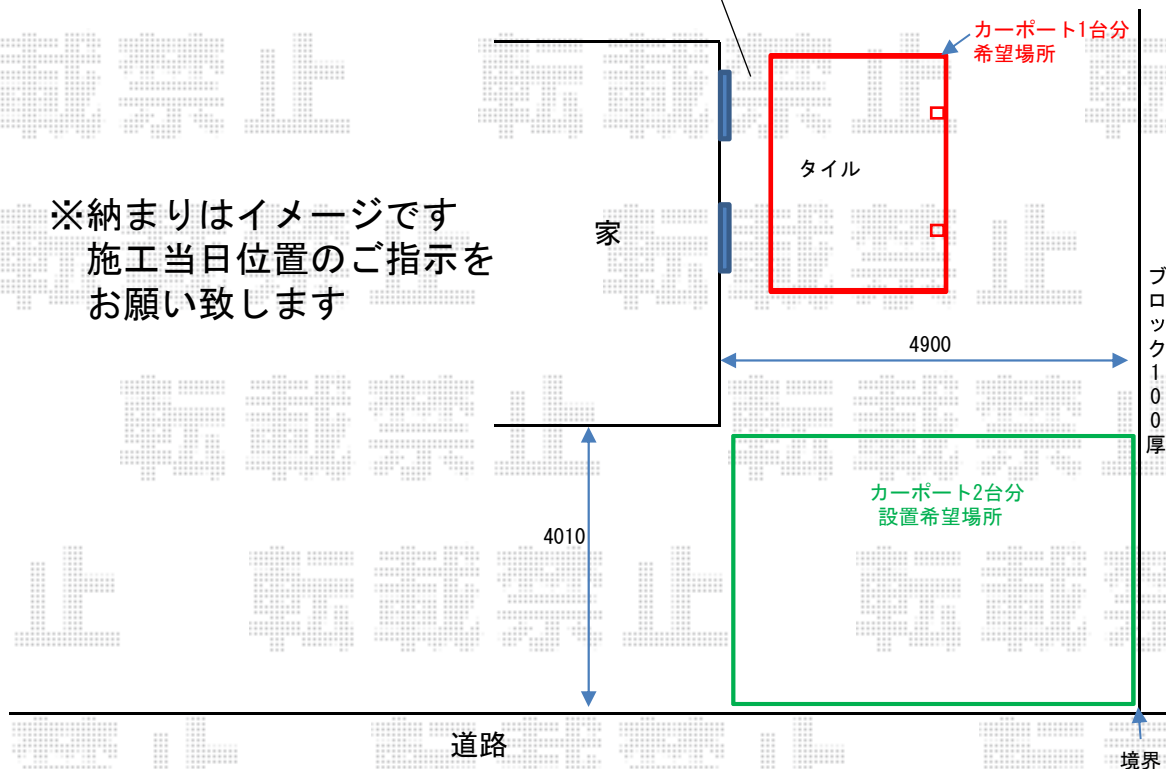 カーポート1台分
希望場所
タイル
※納まりはイメージです
施工当日位置のご指示を
お願い致します
家
ブロック100厚
4900
カーポート2台分
設置希望場所
4010
道路
境界
転載禁止